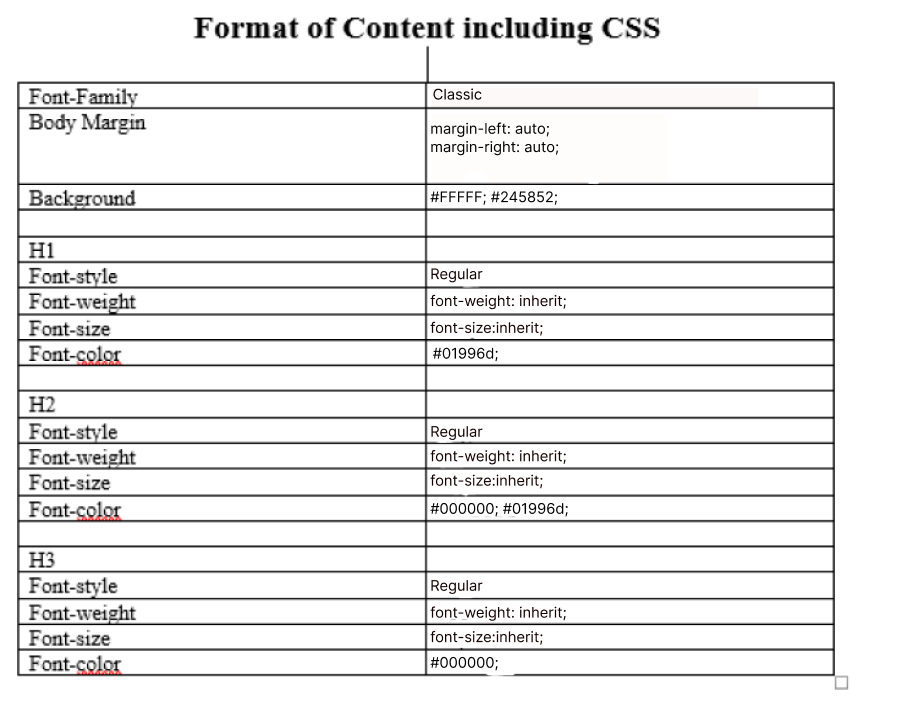 Format of Content including CSS
Font-Family Classic
Body Margin margin-left: auto;
margin-right: auto;
Background #FFFFF; #245852;
H1
Font-style Regular
Font-weight font-weight: inherit;
Font-size font-size:inherit;
Font-color #01996d;
H2
Font-style Regular
Font-weight font-weight: inherit;
Font-size font-size:inherit;
Font-color #000000; #01996d;
H3
Font-style Regular
Font-weight font-weight: inherit;
Font-size font-size:inherit;
Font-color #000000;